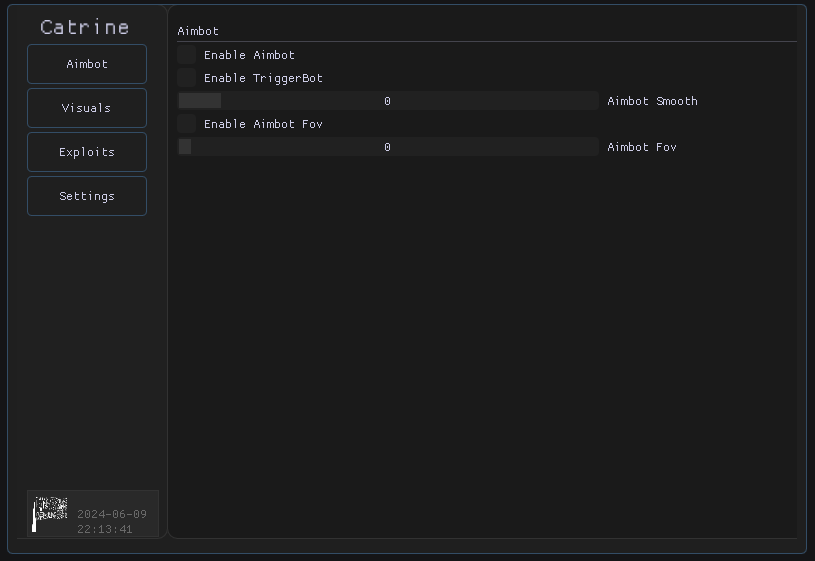 Catrine
Aimbot
Visuals
Exploits
Settings
2024-06-09
22:13:41
Aimbot
Enable Aimbot
Enable TriggerBot
0 Aimbot Smooth
Enable Aimbot Fov
0 Aimbot Fov